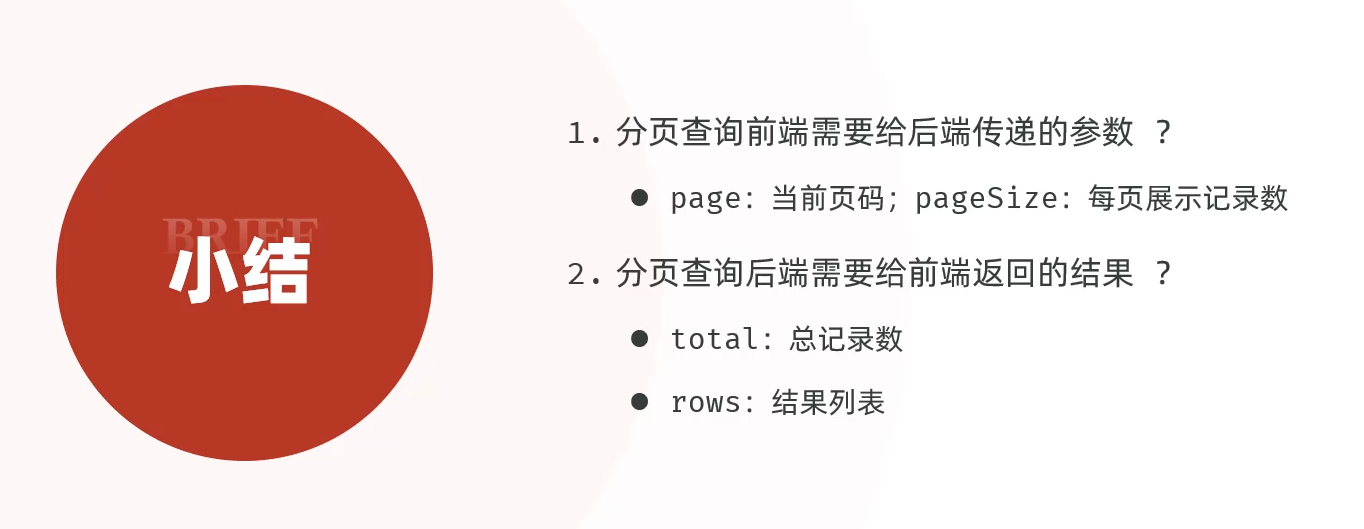 BRIEF
小结
1. 分页查询前端需要给后端传递的参数 ?
● page: 当前页码; pageSize: 每页展示记录数
2. 分页查询后端需要给前端返回的结果 ?
● total: 总记录数
● rows: 结果列表